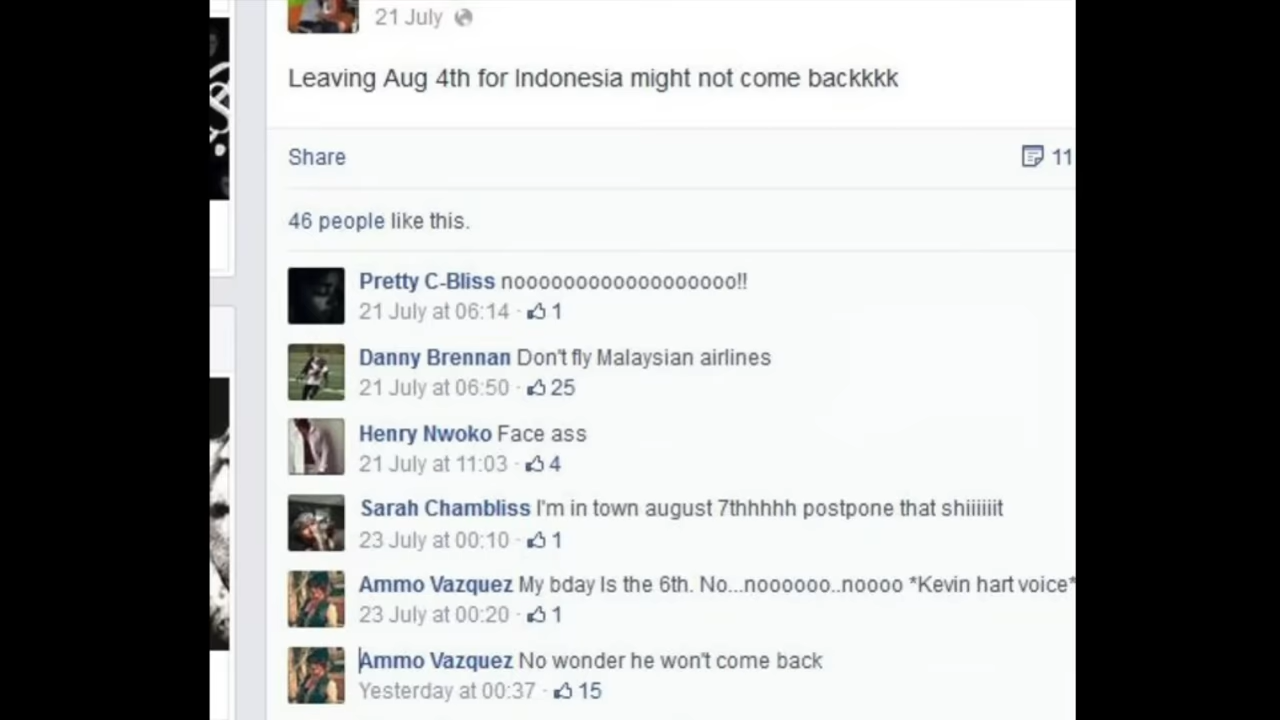 21 July
Leaving Aug 4th for Indonesia might not come backkkk
Share
11
46 people like this.
Pretty C-Bliss noooooooooooooooooo!!
21 July at 06:14 · 1
Danny Brennan Don't fly Malaysian airlines
21 July at 06:50 · 25
Henry Nwoko Face ass
21 July at 11:03 · 4
Sarah Chambliss I'm in town august 7thhhhh postpone that shiiiiiit
23 July at 00:10 · 1
Ammo Vazquez My bday Is the 6th. No...noooooo..noooo *Kevin hart voice*
23 July at 00:20 · 1
Ammo Vazquez No wonder he won't come back
Yesterday at 00:37 · 15